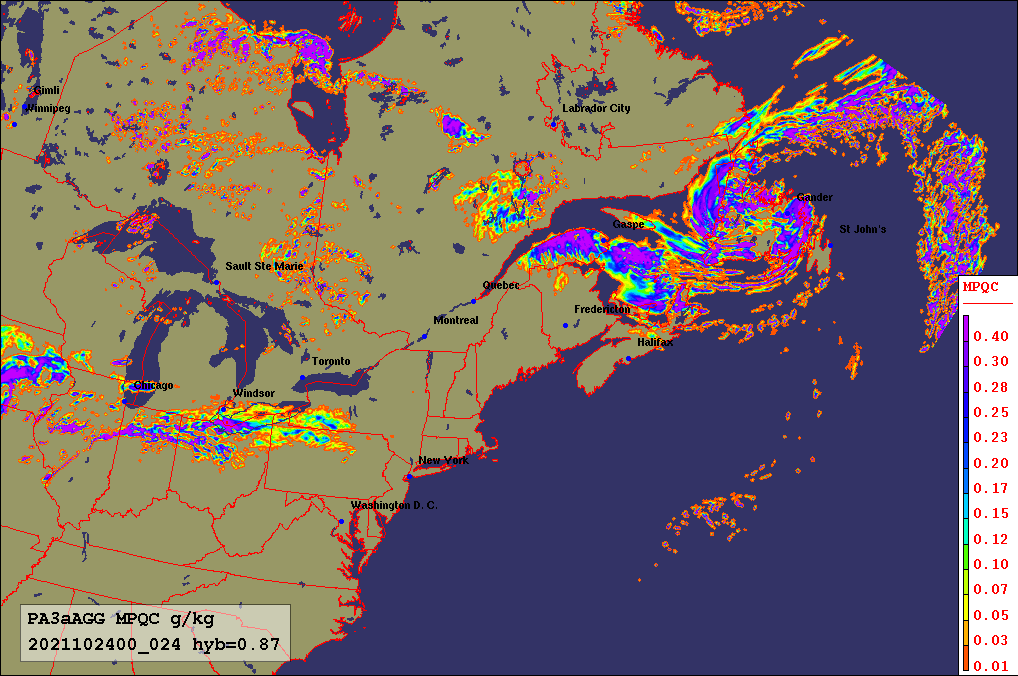 Gimli
Winnipeg
Labrador City
Gander
Gaspe
St John's
Sault Ste Marie
Quebec
MPQC
Fredericton
Montreal
0.40
Halifax
0.30
Toronto
0.28
Chicago
Windsor
0.25
0.23
New York
0.20
0.17
Washington D. C.
0.15
0.12
0.10
0.07
PA3aAGG MPQC g/kg
0.05
2021102400_024 hyb=0.87
0.03
0.01